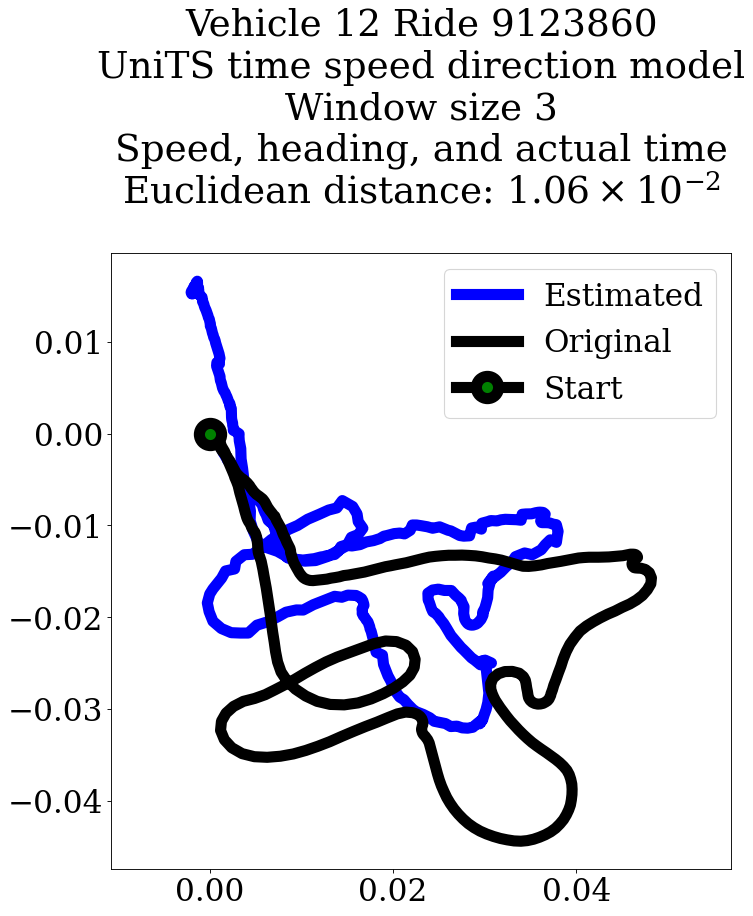 Vehicle 12 Ride 9123860
UniTS time speed direction model
Window size 3
Speed, heading, and actual time
Euclidean distance: 1.06 × 10⁻²
Estimated
Original
Start
0.01
0.00
−0.01
−0.02
−0.03
−0.04
0.00 0.02 0.04